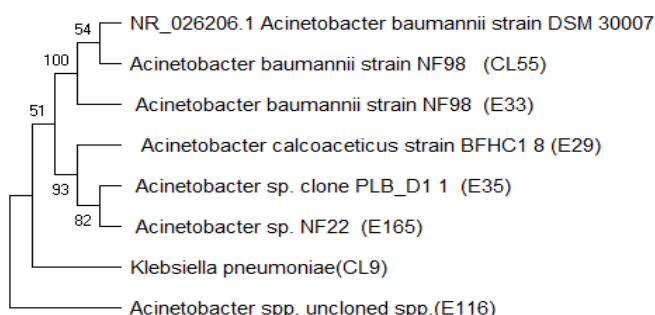 54
NR_026206.1 Acinetobacter baumannii strain DSM 30007
100
Acinetobacter baumannii strain NF98 (CL55)
Acinetobacter baumannii strain NF98 (E33)
51
Acinetobacter calcoaceticus strain BFHC1 8 (E29)
93
Acinetobacter sp. clone PLB_D1 1 (E35)
82
Acinetobacter sp. NF22 (E165)
Klebsiella pneumoniae(CL9)
Acinetobacter spp. uncloned spp.(E116)